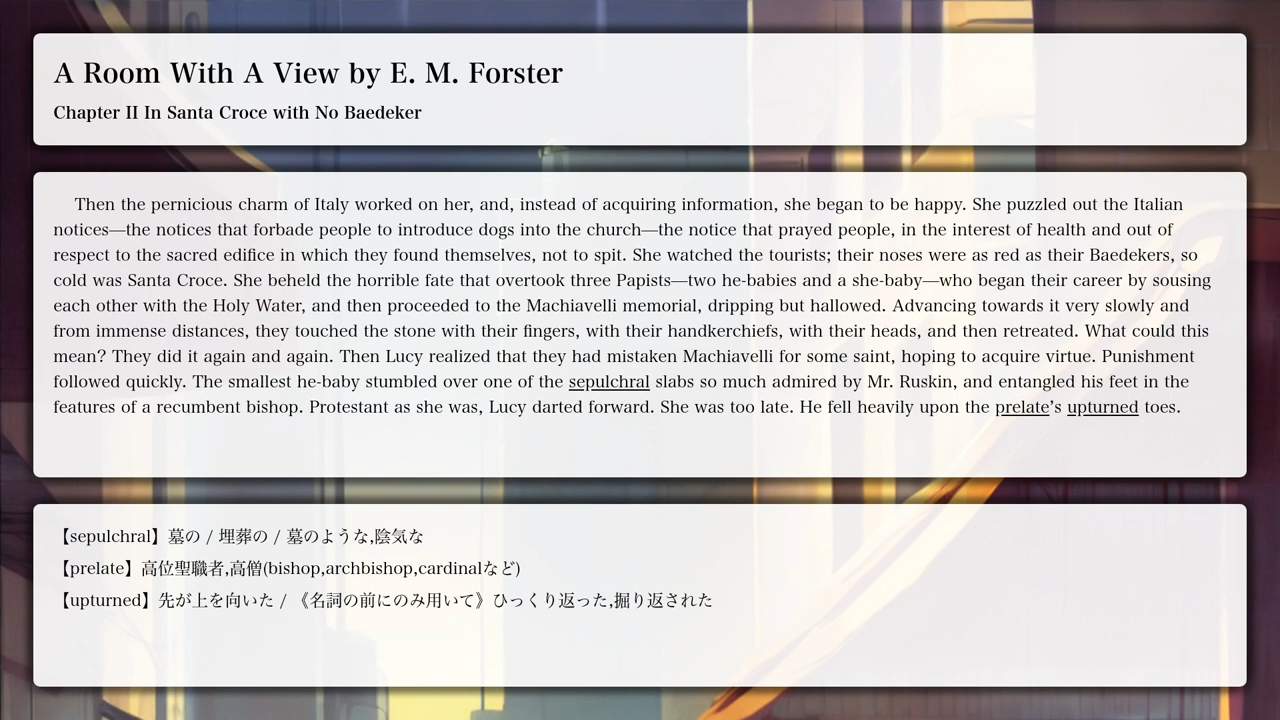 A Room With A View by E. M. Forster
Chapter II In Santa Croce with No Baedeker
Then the pernicious charm of Italy worked on her, and, instead of acquiring information, she began to be happy. She puzzled out the Italian
notices—the notices that forbade people to introduce dogs into the church—the notice that prayed people, in the interest of health and out of
respect to the sacred edifice in which they found themselves, not to spit. She watched the tourists; their noses were as red as their Baedekers, so
cold was Santa Croce. She beheld the horrible fate that overtook three Papists—two he-babies and a she-baby—who began their career by sousing
each other with the Holy Water, and then proceeded to the Machiavelli memorial, dripping but hallowed. Advancing towards it very slowly and
from immense distances, they touched the stone with their fingers, with their handkerchiefs, with their heads, and then retreated. What could this
mean? They did it again and again. Then Lucy realized that they had mistaken Machiavelli for some saint, hoping to acquire virtue. Punishment
followed quickly. The smallest he-baby stumbled over one of the sepulchral slabs so much admired by Mr. Ruskin, and entangled his feet in the
features of a recumbent bishop. Protestant as she was, Lucy darted forward. She was too late. He fell heavily upon the prelate's upturned toes.
【sepulchral】墓の / 埋葬の / 墓のような,陰気な
【prelate】高位聖職者,高僧(bishop,archbishop,cardinalなど)
【upturned】先が上を向いた / 《名詞の前にのみ用いて》ひっくり返った,掘り返された